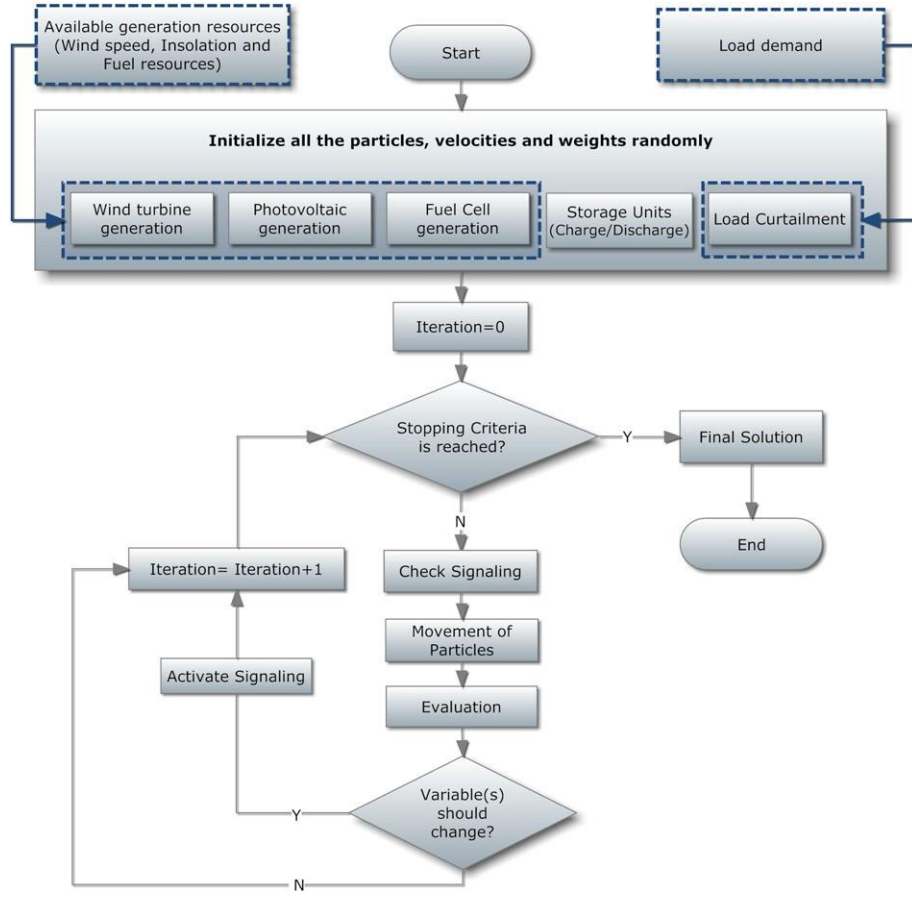 Available generation resources
(Wind speed, Insolation and
Fuel resources)
Start
Load demand
Initialize all the particles, velocities and weights randomly
Wind turbine
generation
Photovoltaic
generation
Fuel Cell
generation
Storage Units
(Charge/Discharge)
Load Curtailment
Iteration=0
Stopping Criteria
is reached?
Y
Final Solution
N
End
Iteration= Iteration+1
Check Signaling
Movement of
Particles
Activate Signaling
Evaluation
Variable(s)
should
change?
Y
N